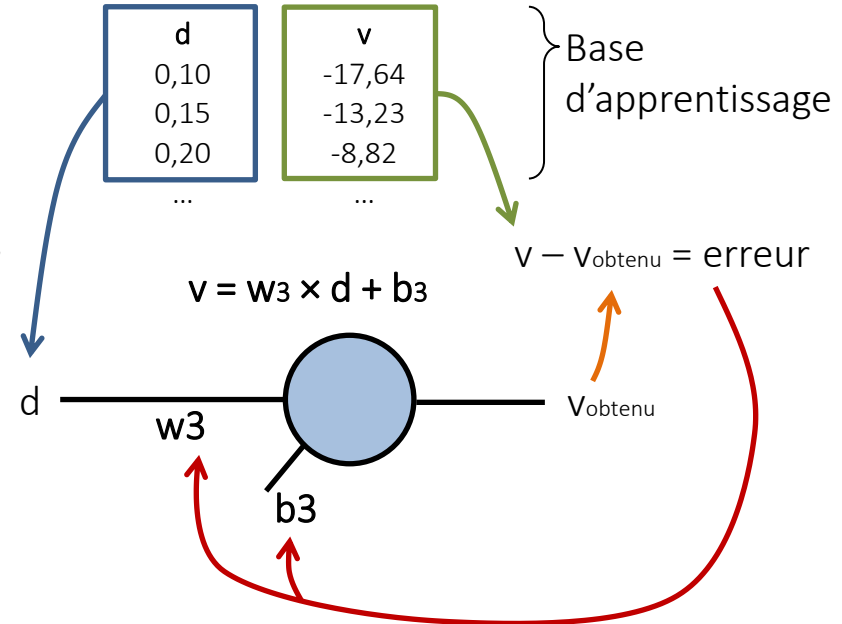 d
0,10
0,15
0,20
...
v
-17,64
-13,23
-8,82
...
Base
d’apprentissage
v – vobtenu = erreur
v = w3 × d + b3
d
w3
b3
vobtenu